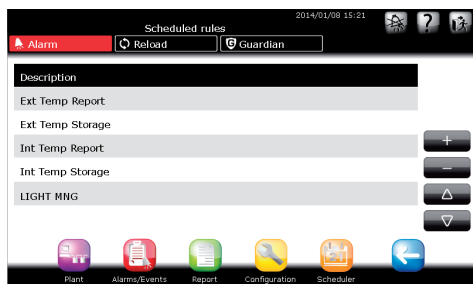 2014/01/08 15:21
Scheduled rules
Alarm Reload Guardian
Description
Ext Temp Report
Ext Temp Storage
Int Temp Report
Int Temp Storage
LIGHT MNG
Plant Alarms/Events Report Configuration Scheduler